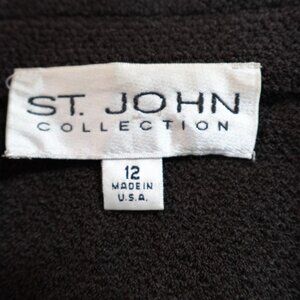 ST. JOHN
COLLECTION
12
MADE IN
U.S.A.